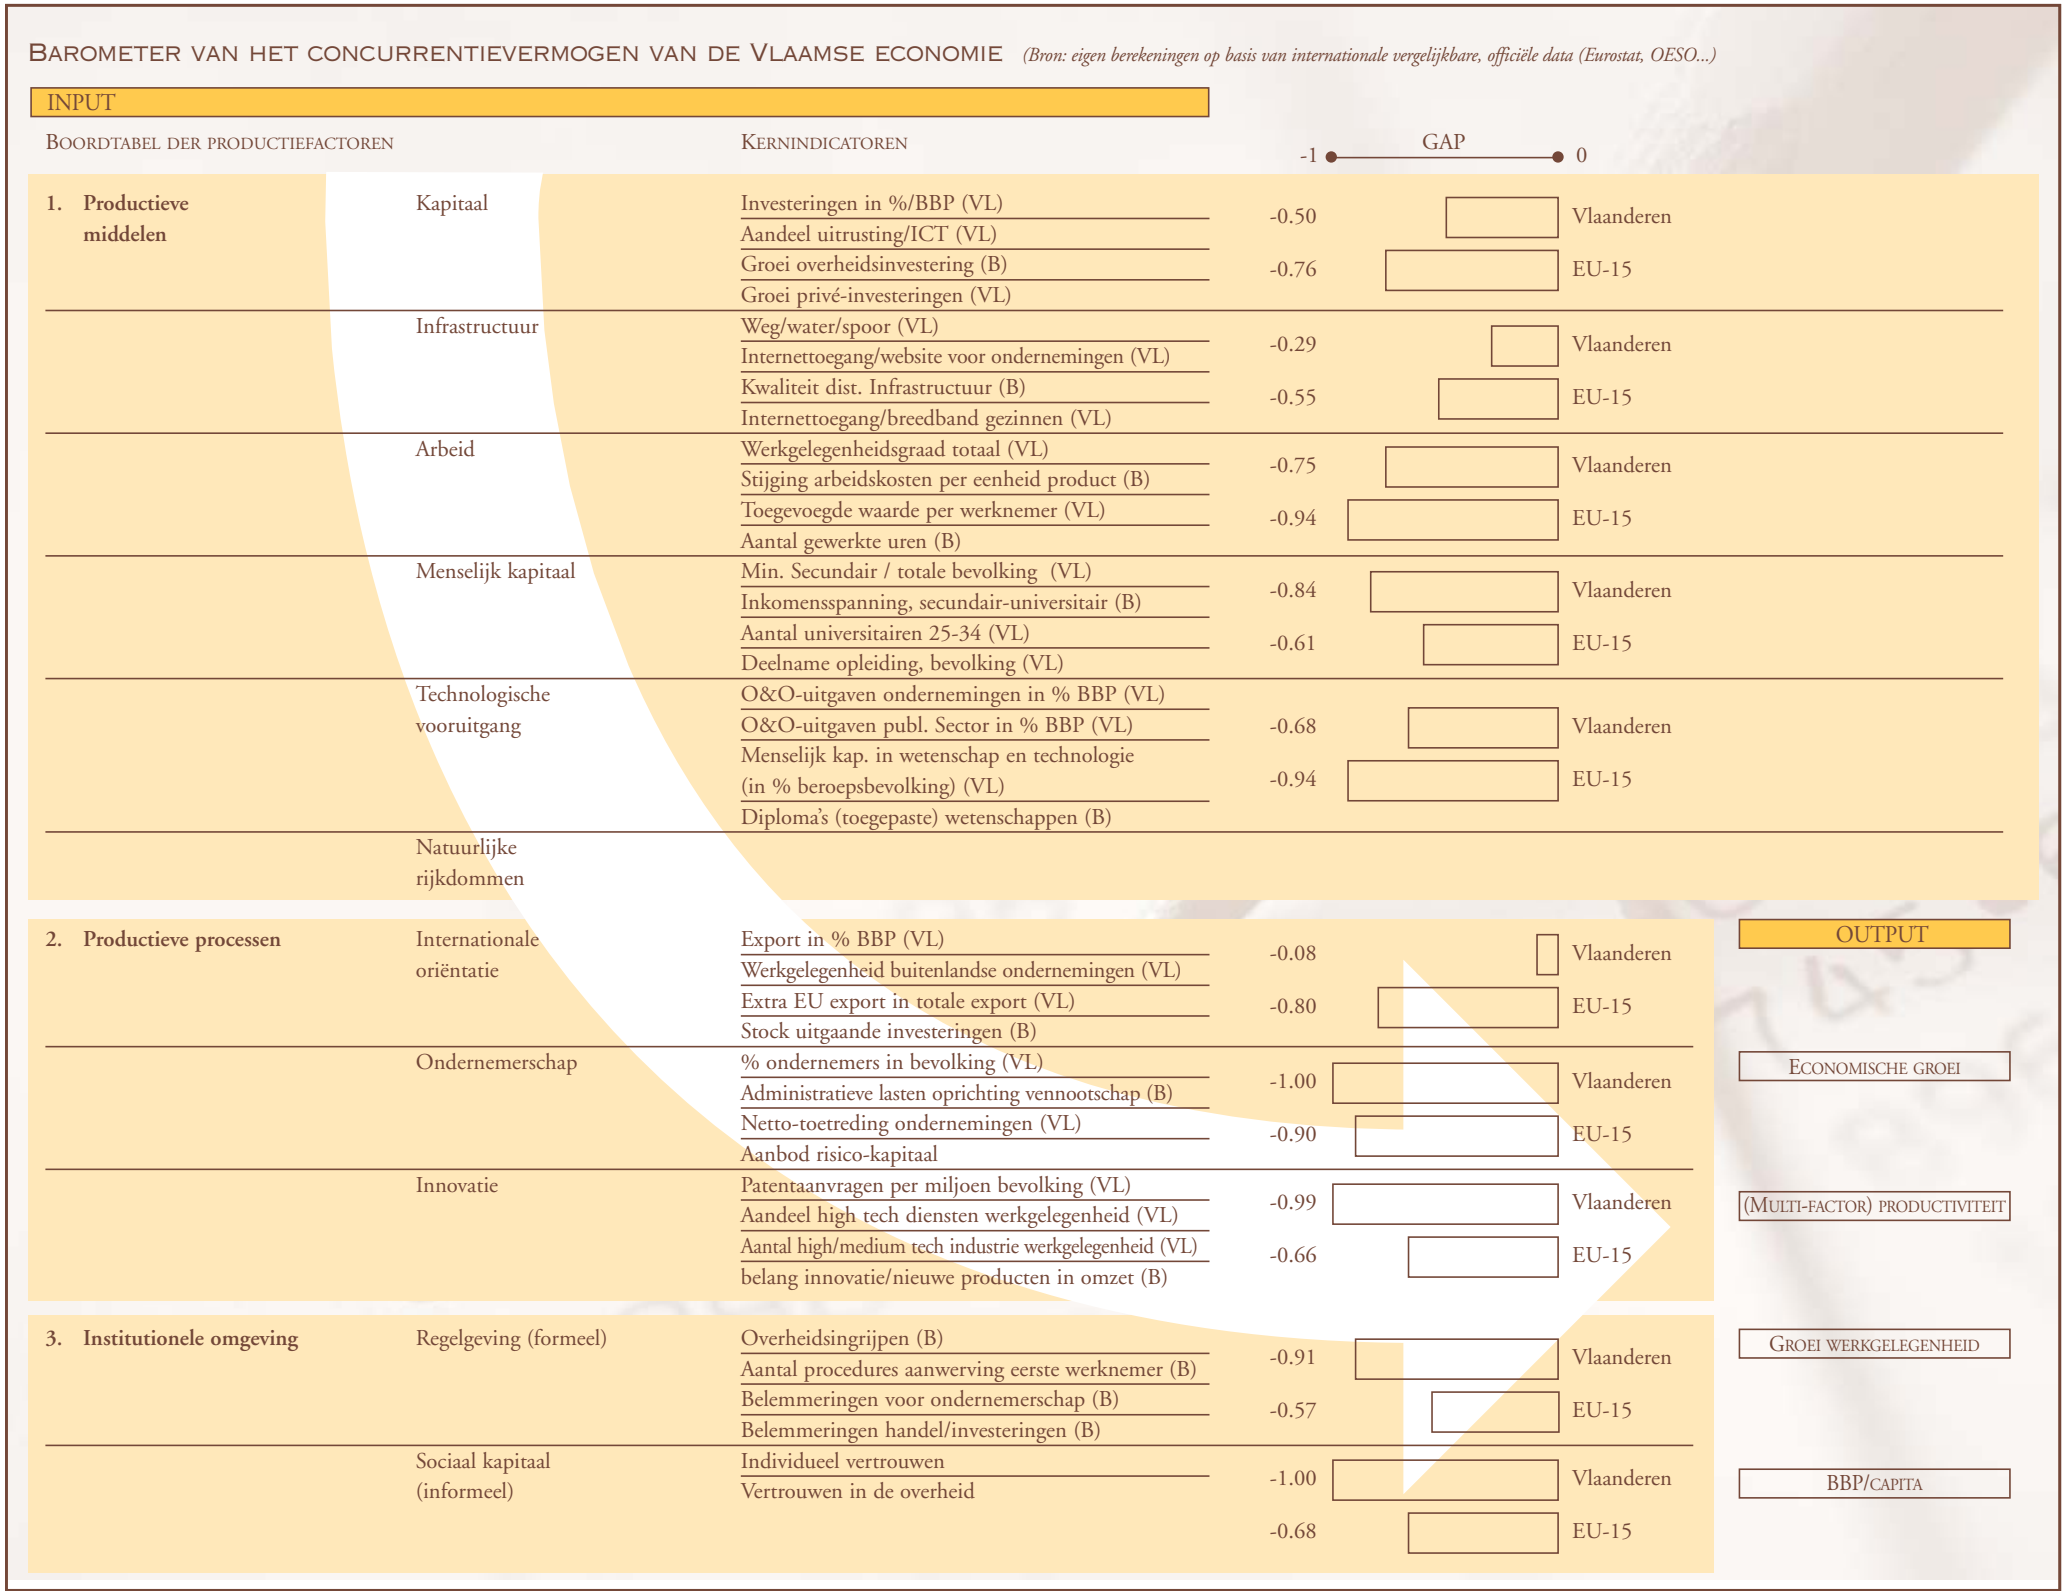 BAROMETER VAN HET CONCURRENTIEVERMOGEN VAN DE VLAAMSE ECONOMIE (Bron: eigen berekeningen op basis van internationale vergelijkbare, officiële data (Eurostat, OESO...)
INPUT
BOORDTABEL DER PRODUCTIEFACTOREN
KERNINDICATOREN
GAP
-1 0
1. Productieve middelen
Kapitaal
Investeringen in %/BBP (VL)
Aandeel uitrusting/ICT (VL)
Groei overheidsinvestering (B)
Groei privé-investeringen (VL)
-0.50 Vlaanderen
-0.76 EU-15
Infrastructuur
Weg/water/spoor (VL)
Internettoegang/website voor ondernemingen (VL)
Kwaliteit dist. Infrastructuur (B)
Internettoegang/breedband gezinnen (VL)
-0.29 Vlaanderen
-0.55 EU-15
Arbeid
Werkgelegenheidsgraad totaal (VL)
Stijging arbeidskosten per eenheid product (B)
Toegevoegde waarde per werknemer (VL)
Aantal gewerkte uren (B)
-0.75 Vlaanderen
-0.94 EU-15
Menselijk kapitaal
Min. Secundair / totale bevolking (VL)
Inkomensspanning, secundair-universitair (B)
Aantal universitairen 25-34 (VL)
Deelname opleiding, bevolking (VL)
-0.84 Vlaanderen
-0.61 EU-15
Technologische
vooruitgang
O&O-uitgaven ondernemingen in % BBP (VL)
O&O-uitgaven publ. Sector in % BBP (VL)
Menselijk kap. in wetenschap en technologie
(in % beroepsbevolking) (VL)
Diploma's (toegepaste) wetenschappen (B)
-0.68 Vlaanderen
-0.94 EU-15
Natuurlijke
rijkdommen
2. Productieve processen
Internationale
oriëntatie
Export in % BBP (VL)
Werkgelegenheid buitenlandse ondernemingen (VL)
Extra EU export in totale export (VL)
Stock uitgaande investeringen (B)
-0.08 Vlaanderen
-0.80 EU-15
Ondernemerschap
% ondernemers in bevolking (VL)
Administratieve lasten oprichting vennootschap (B)
Netto-toetreding ondernemingen (VL)
Aanbod risico-kapitaal
-1.00 Vlaanderen
-0.90 EU-15
Innovatie
Patentaanvragen per miljoen bevolking (VL)
Aandeel high tech diensten werkgelegenheid (VL)
Aantal high/medium tech industrie werkgelegenheid (VL)
belang innovatie/nieuwe producten in omzet (B)
-0.99 Vlaanderen
-0.66 EU-15
3. Institutionele omgeving
Regelgeving (formeel)
Overheidsingrijpen (B)
Aantal procedures aanwerving eerste werknemer (B)
Belemmeringen voor ondernemerschap (B)
Belemmeringen handel/investeringen (B)
-0.91 Vlaanderen
-0.57 EU-15
Sociaal kapitaal
(informeel)
Individueel vertrouwen
Vertrouwen in de overheid
-1.00 Vlaanderen
-0.68 EU-15
OUTPUT
ECONOMISCHE GROEI
(MULTI-FACTOR) PRODUCTIVITEIT
GROEI WERKGELEGENHEID
BBP/CAPITA